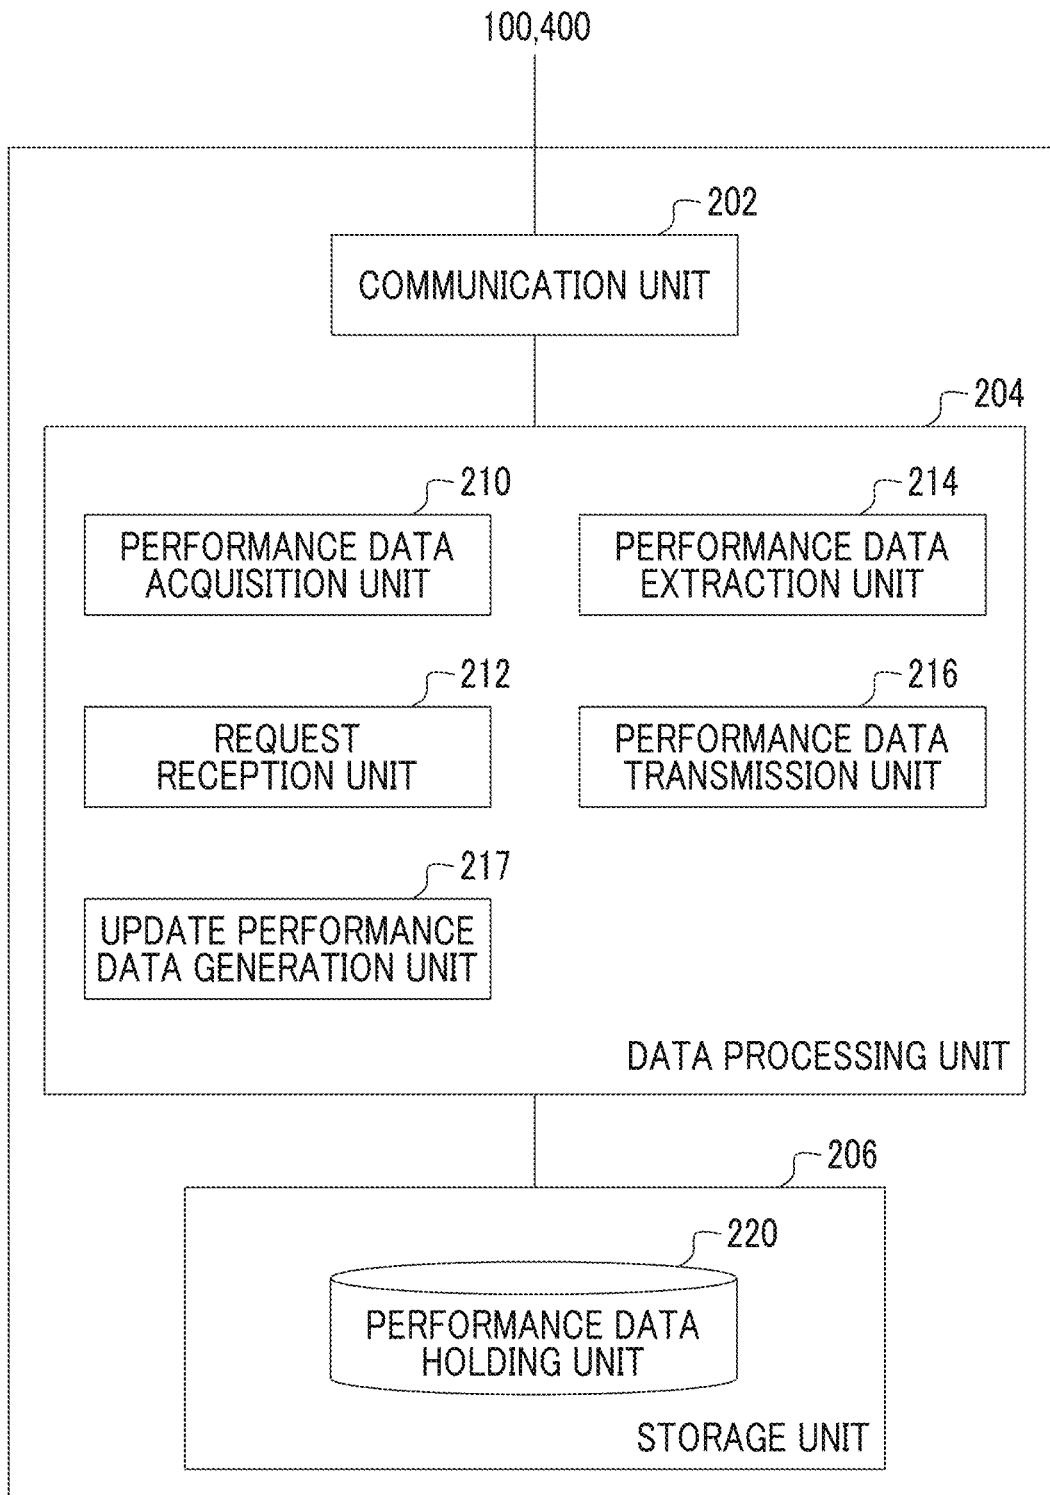 100,400
202
COMMUNICATION UNIT
204
210
PERFORMANCE DATA
ACQUISITION UNIT
214
PERFORMANCE DATA
EXTRACTION UNIT
212
REQUEST
RECEPTION UNIT
216
PERFORMANCE DATA
TRANSMISSION UNIT
217
UPDATE PERFORMANCE
DATA GENERATION UNIT
DATA PROCESSING UNIT
206
220
PERFORMANCE DATA
HOLDING UNIT
STORAGE UNIT